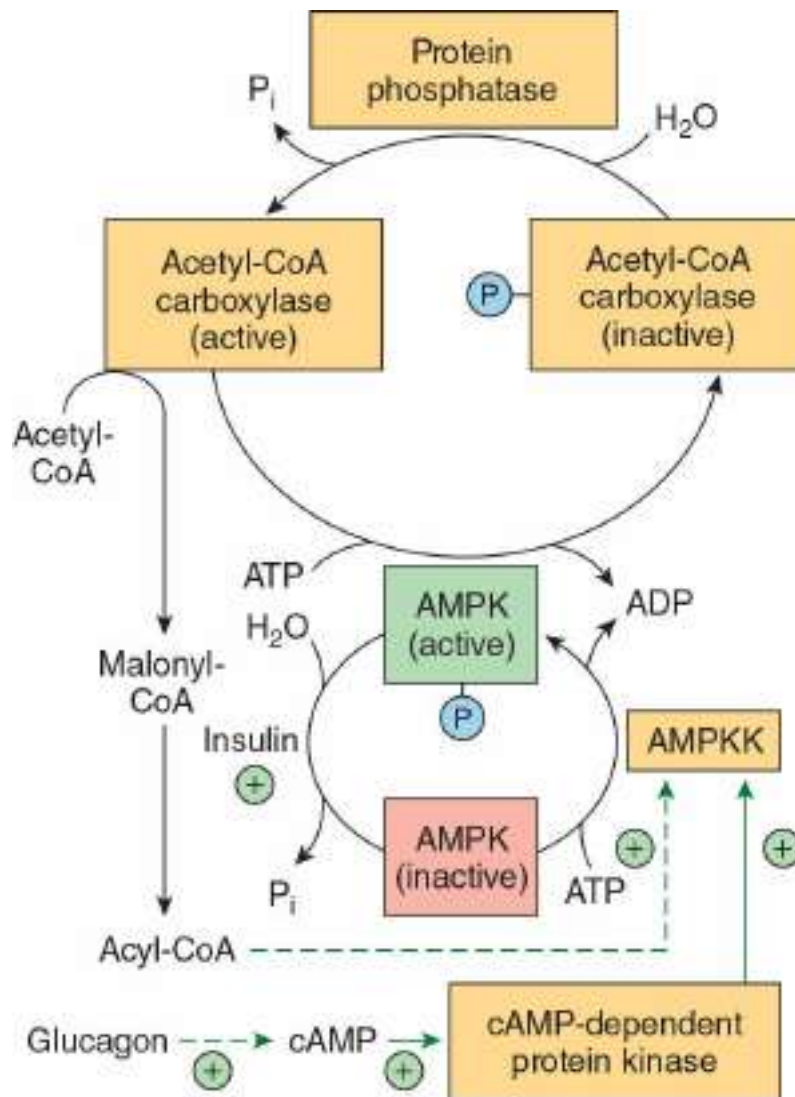 Protein
phosphatase
Pi
H2O
Acetyl-CoA
carboxylase
(active)
P
Acetyl-CoA
carboxylase
(inactive)
Acetyl-
CoA
ATP
ADP
H2O
AMPK
(active)
P
Malonyl-
CoA
Insulin
+
AMPKK
AMPK
(inactive)
Pi
ATP
+
+
Acyl-CoA
Glucagon
+
cAMP
+
cAMP-dependent
protein kinase